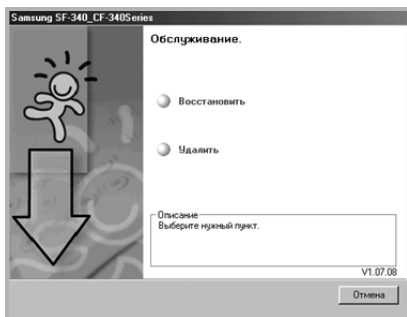 Samsung SF-340_CF-340Series
Обслуживание.
Восстановить
Удалить
Описание
Выберите нужный пункт.
V1.07.08
Отмена